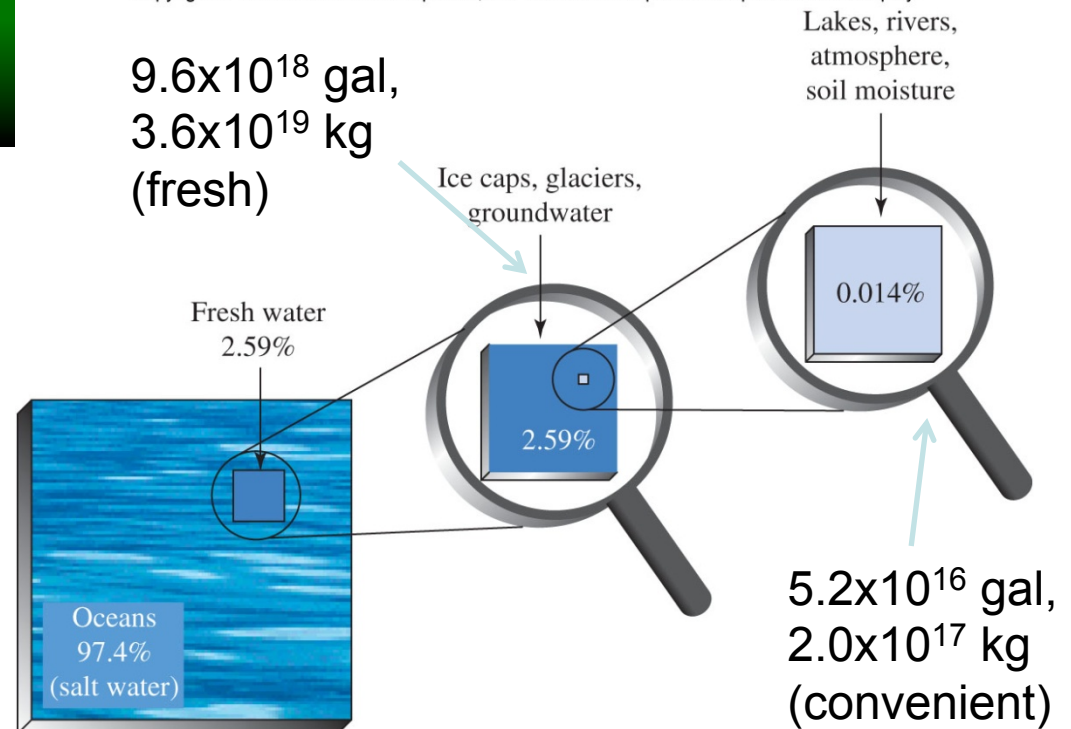 Lakes, rivers,
atmosphere,
soil moisture
9.6x10¹⁸ gal,
3.6x10¹⁹ kg
(fresh)
Ice caps, glaciers,
groundwater
0.014%
Fresh water
2.59%
2.59%
Oceans
97.4%
(salt water)
5.2x10¹⁶ gal,
2.0x10¹⁷ kg
(convenient)